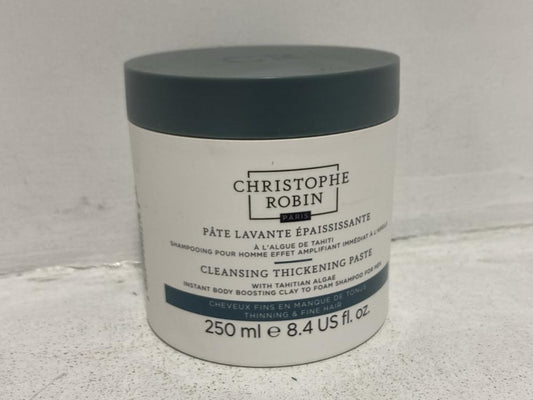 CHRISTOPHE
ROBIN
PARIS
PÂTE LAVANTE ÉPAISSISSANTE
À L'ALGUE DE TAHITI
SHAMPOOING POUR HOMME EFFET AMPLIFIANT IMMÉDIAT À L'ARGILE
CLEANSING THICKENING PASTE
WITH TAHITIAN ALGAE
INSTANT BODY BOOSTING CLAY TO FOAM SHAMPOO FOR MEN
CHEVEUX FINS EN MANQUE DE TONUS
THINNING & FINE HAIR
250 ml e 8.4 US fl. oz.